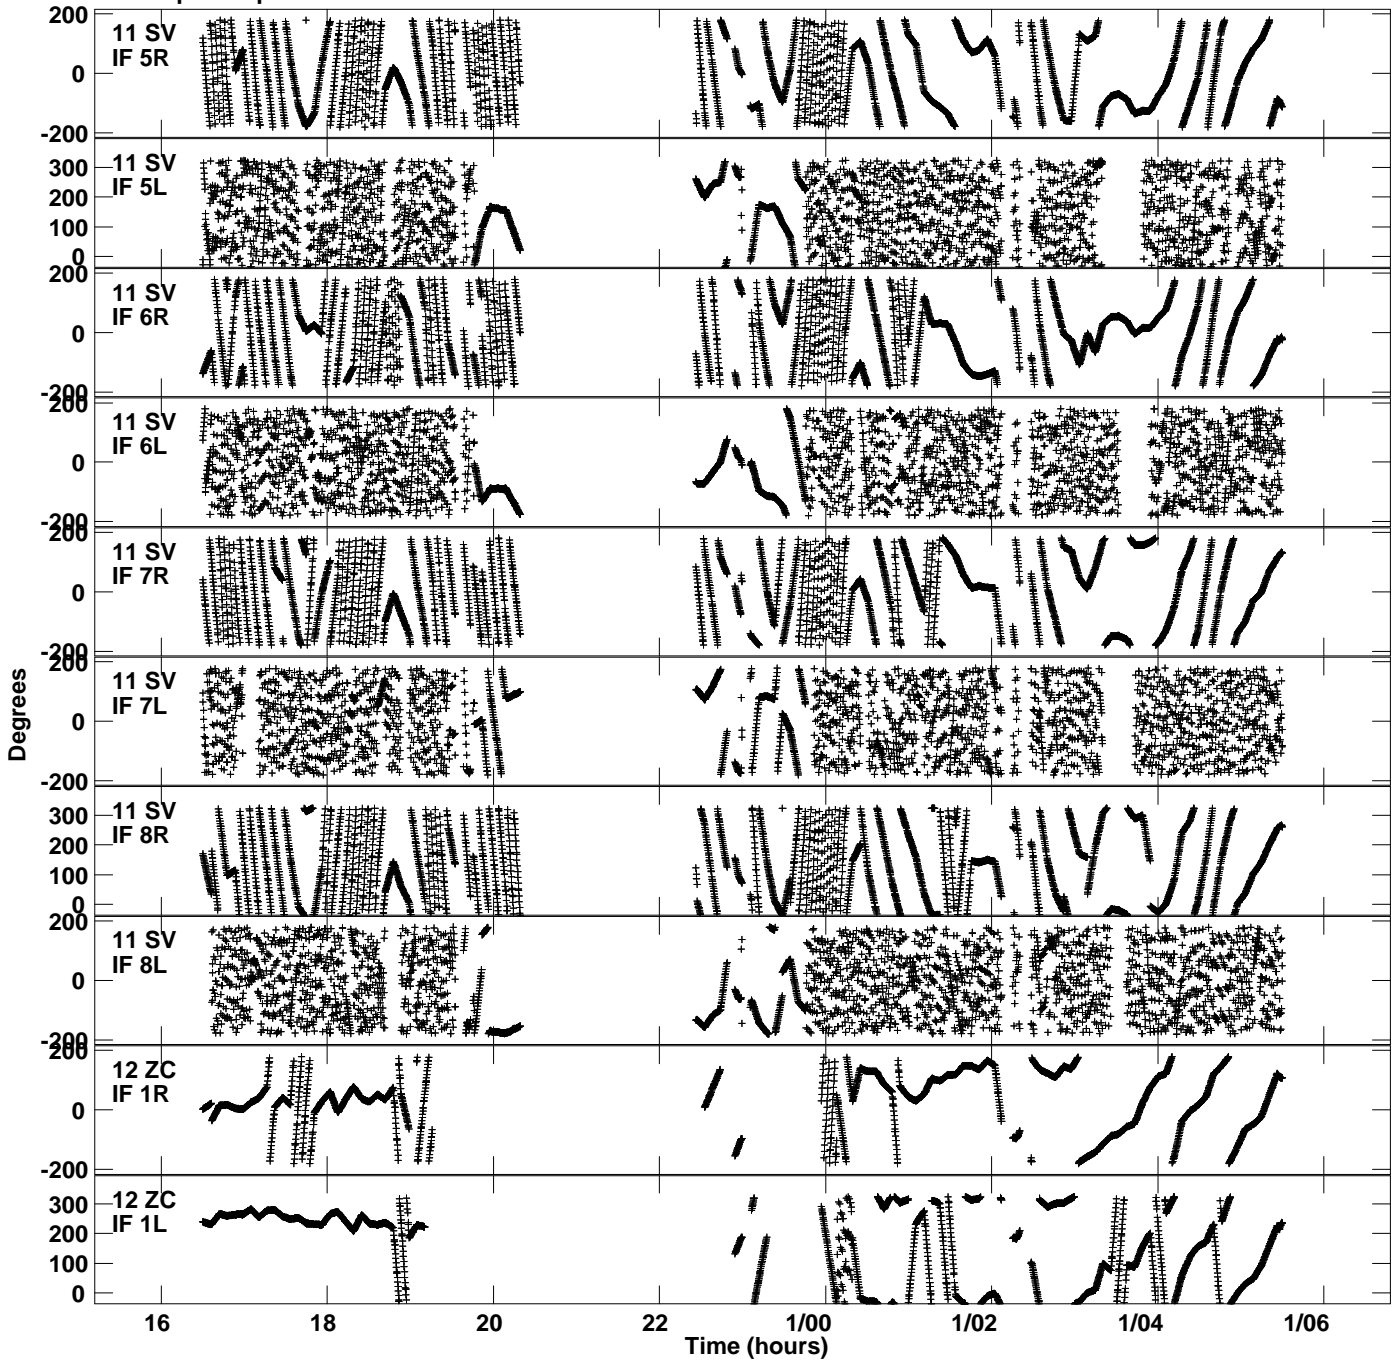 200
11 SV
IF 5R
0
-200
11 SV
IF 5L
300
200
100
0
200
11 SV
IF 6R
0
-200
200
11 SV
IF 6L
0
-200
200
11 SV
IF 7R
0
-200
200
11 SV
IF 7L
0
-200
11 SV
IF 8R
300
200
100
0
200
11 SV
IF 8L
0
-200
200
12 ZC
IF 1R
0
-200
12 ZC
IF 1L
300
200
100
0
Degrees
16 18 20 22 1/00 1/02 1/04 1/06
Time (hours)